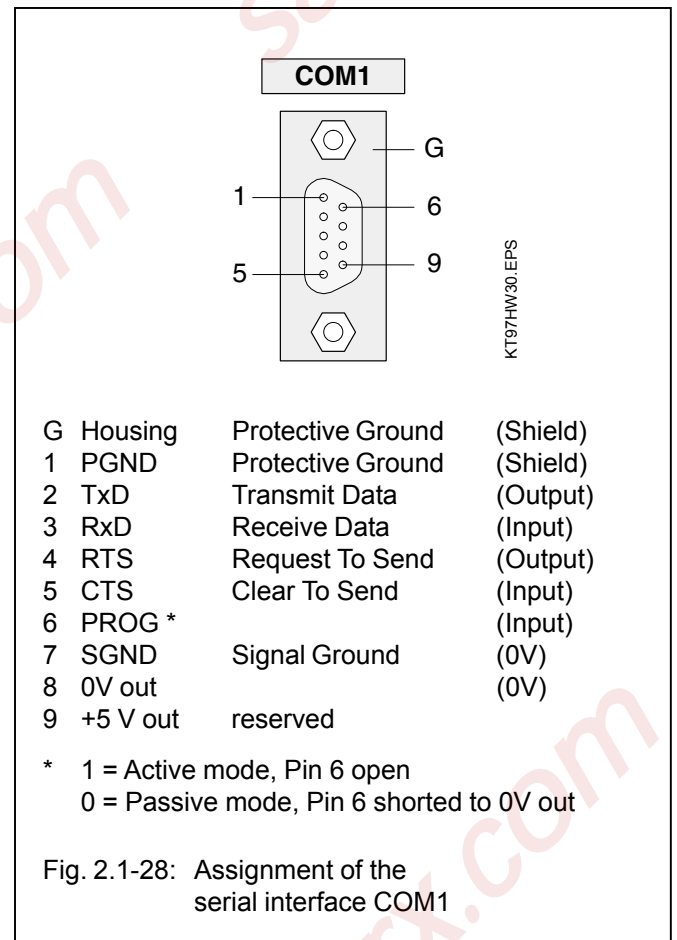 COM1
G
1
6
5
9
KT97HW30.EPS
G Housing Protective Ground (Shield)
1 PGND Protective Ground (Shield)
2 TxD Transmit Data (Output)
3 RxD Receive Data (Input)
4 RTS Request To Send (Output)
5 CTS Clear To Send (Input)
6 PROG * (Input)
7 SGND Signal Ground (0V)
8 0V out (0V)
9 +5 V out reserved
* 1 = Active mode, Pin 6 open
0 = Passive mode, Pin 6 shorted to 0V out
Fig. 2.1-28: Assignment of the
serial interface COM1